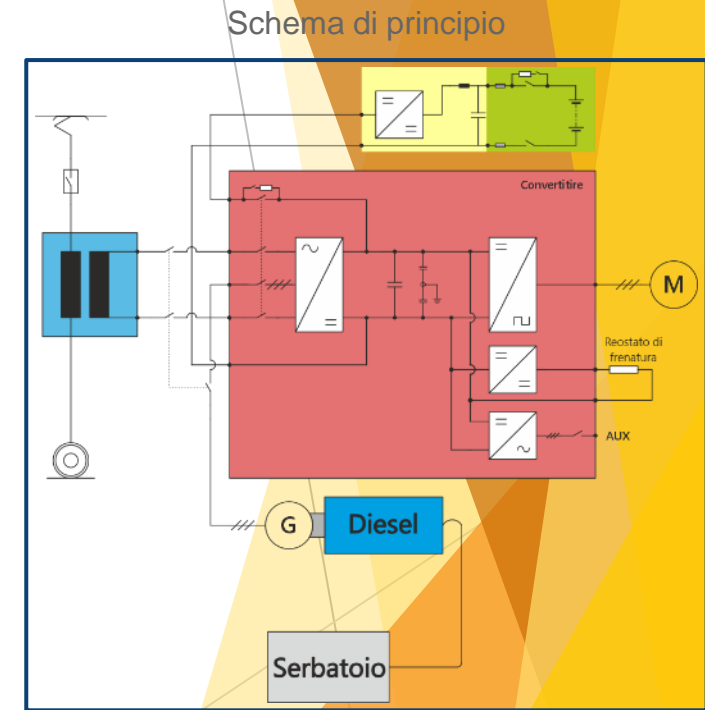 Schema di principio
Convertitire
M
Reostato di
frenatura
AUX
G
Diesel
Serbatoio